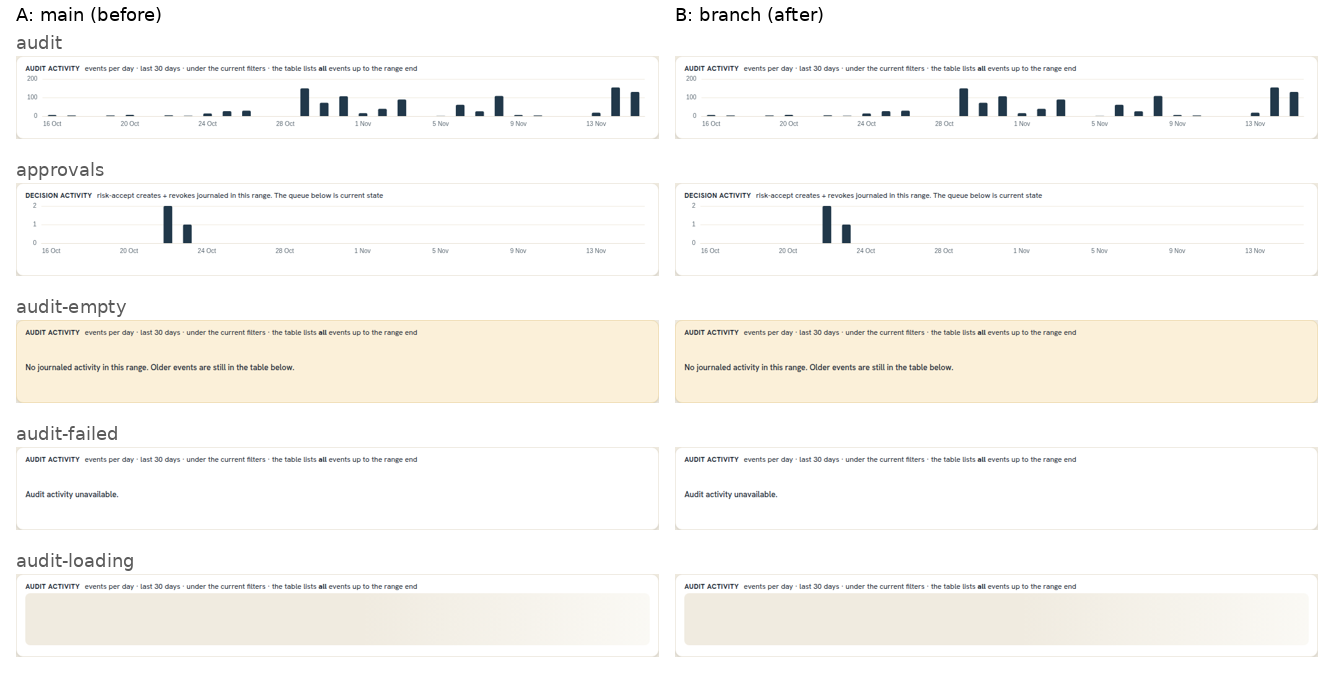 A: main (before)
B: branch (after)
audit
AUDIT ACTIVITY events per day · last 30 days · under the current filters · the table lists all events up to the range end
200
100
0
16 Oct 20 Oct 24 Oct 28 Oct 1 Nov 5 Nov 9 Nov 13 Nov
AUDIT ACTIVITY events per day · last 30 days · under the current filters · the table lists all events up to the range end
200
100
0
16 Oct 20 Oct 24 Oct 28 Oct 1 Nov 5 Nov 9 Nov 13 Nov
approvals
DECISION ACTIVITY risk-accept creates + revokes journaled in this range. The queue below is current state
2
1
0
16 Oct 20 Oct 24 Oct 28 Oct 1 Nov 5 Nov 9 Nov 13 Nov
DECISION ACTIVITY risk-accept creates + revokes journaled in this range. The queue below is current state
2
1
0
16 Oct 20 Oct 24 Oct 28 Oct 1 Nov 5 Nov 9 Nov 13 Nov
audit-empty
AUDIT ACTIVITY events per day · last 30 days · under the current filters · the table lists all events up to the range end
No journaled activity in this range. Older events are still in the table below.
AUDIT ACTIVITY events per day · last 30 days · under the current filters · the table lists all events up to the range end
No journaled activity in this range. Older events are still in the table below.
audit-failed
AUDIT ACTIVITY events per day · last 30 days · under the current filters · the table lists all events up to the range end
Audit activity unavailable.
AUDIT ACTIVITY events per day · last 30 days · under the current filters · the table lists all events up to the range end
Audit activity unavailable.
audit-loading
AUDIT ACTIVITY events per day · last 30 days · under the current filters · the table lists all events up to the range end
AUDIT ACTIVITY events per day · last 30 days · under the current filters · the table lists all events up to the range end